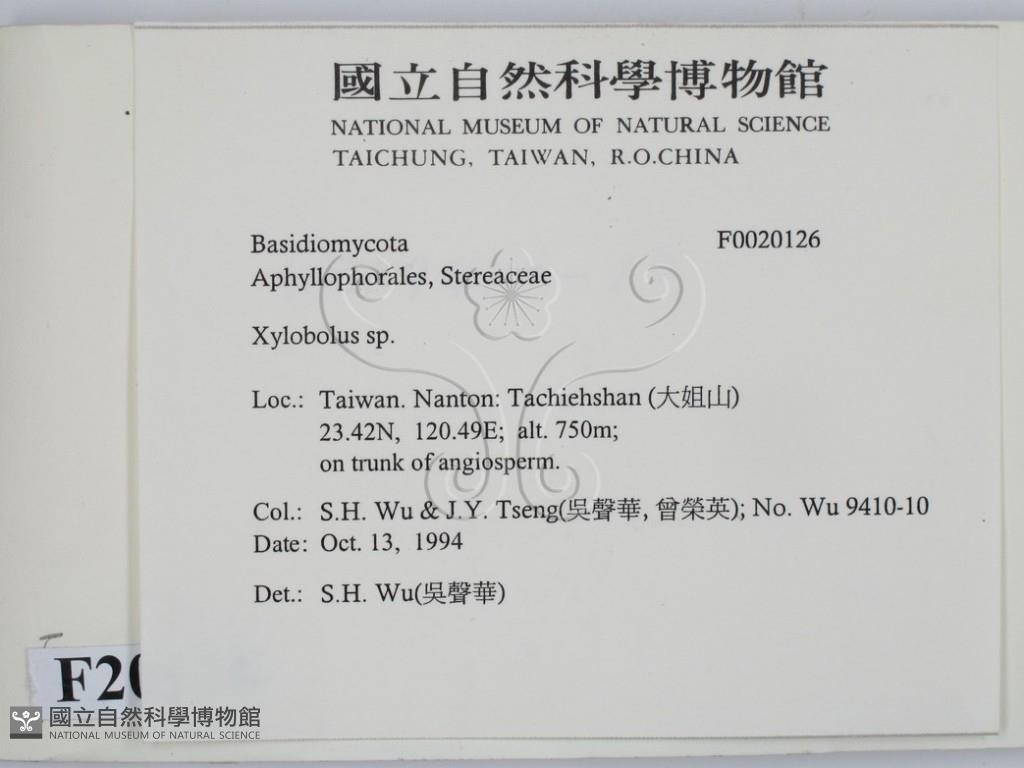 國立自然科學博物館
NATIONAL MUSEUM OF NATURAL SCIENCE
TAICHUNG, TAIWAN, R.O.CHINA
Basidiomycota F0020126
Aphyllophorales, Stereaceae
Xylobolus sp.
Loc.: Taiwan. Nanton: Tachiehshan (大姐山)
23.42N, 120.49E; alt. 750m;
on trunk of angiosperm.
Col.: S.H. Wu & J.Y. Tseng(吳聲華, 曾榮英); No. Wu 9410-10
Date: Oct. 13, 1994
Det.: S.H. Wu(吳聲華)
F20
國立自然科學博物館
NATIONAL MUSEUM OF NATURAL SCIENCE